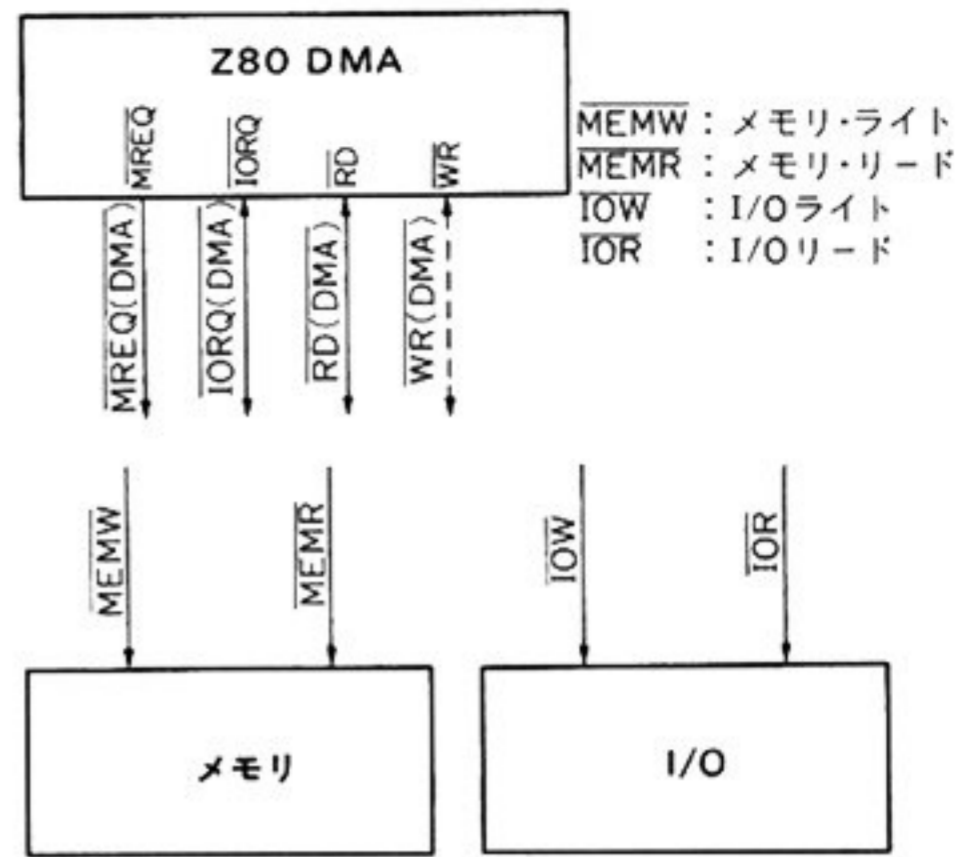 Z80 DMA
MREQ
IORQ
RD
WR
MEMW : メモリ・ライト
MEMR : メモリ・リード
IOW : I/Oライト
IOR : I/Oリード
MREQ(DMA)
IORQ(DMA)
RD(DMA)
WR(DMA)
MEMW
MEMR
IOW
IOR
メモリ
I/O